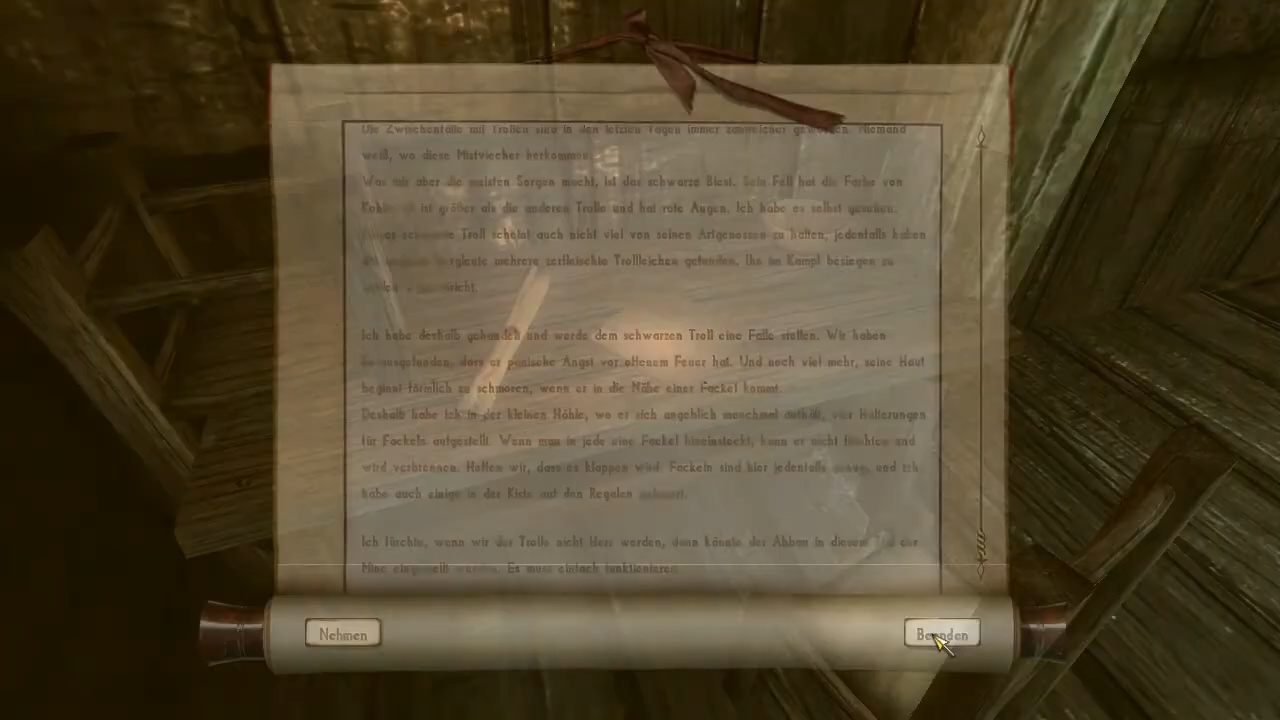 Die Zwischenfälle mit Trollen sind in den letzten Tagen immer zahlreicher geworden. Niemand
weiß, wo diese Mistviecher herkommen.
Was mir aber die meisten Sorgen macht, ist das schwarze Biest. Sein Fell hat die Farbe von
ist größer als die anderen Trolle und hat rote Augen. Ich habe es selbst gesehen.
Troll scheint auch nicht viel von seinen Artgenossen zu halten, jedenfalls haben
mehrere zerfleischte Trollleichen gefunden. Ihn im Kampf besiegen zu

Ich habe deshalb gehandelt und werde dem schwarzen Troll eine Falle stellen. Wir haben
herausgefunden, dass er panische Angst vor offenem Feuer hat. Und noch viel mehr, seine Haut
beginnt förmlich zu schmoren, wenn er in die Nähe einer Fackel kommt.
Deshalb habe ich in der kleinen Höhle, wo er sich angeblich manchmal aufhält, vier Halterungen
für Fackeln aufgestellt. Wenn man in jede eine Fackel hineinsteckt, kann er nicht flüchten und
wird verbrennen. Hoffen wir, dass es klappen wird. Fackeln sind hier jedenfalls genug, und ich
habe auch einige in der Kiste auf den Regalen

Ich fürchte, wenn wir der Trolle nicht Herr werden, dann könnte der Abbau in diesem Teil der
Mine eingestellt werden. Es muss einfach funktionieren.
Nehmen
Beenden